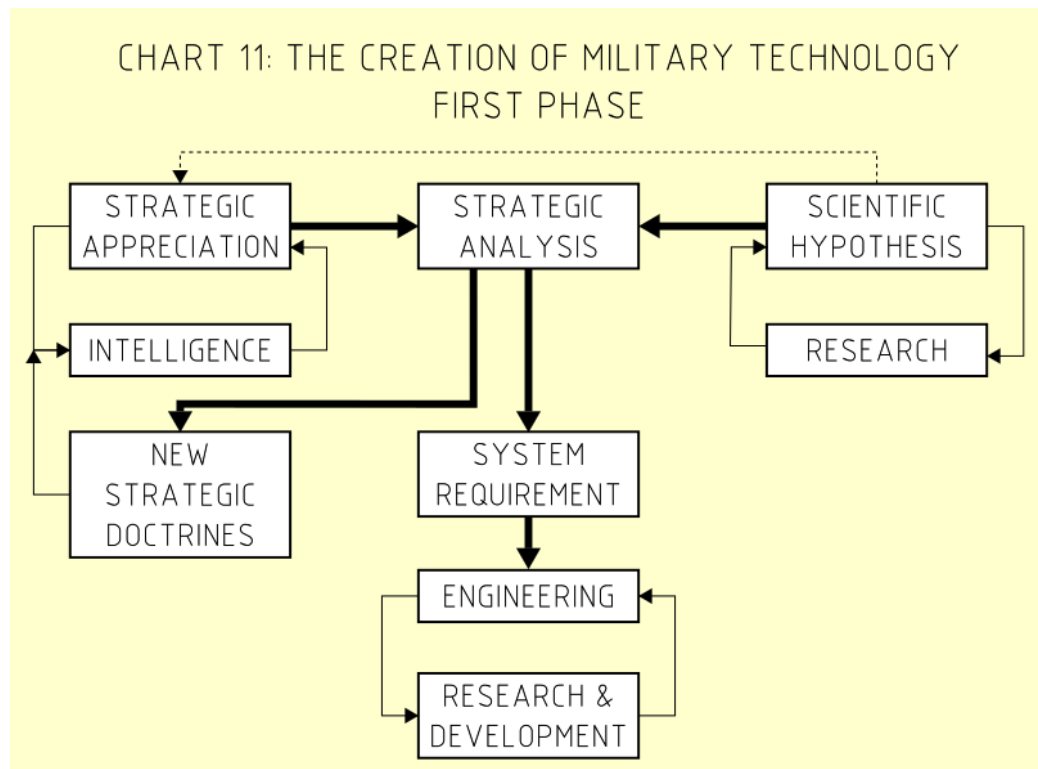 CHART 11: THE CREATION OF MILITARY TECHNOLOGY
FIRST PHASE
STRATEGIC
APPRECIATION
STRATEGIC
ANALYSIS
SCIENTIFIC
HYPOTHESIS
INTELLIGENCE
RESEARCH
NEW
STRATEGIC
DOCTRINES
SYSTEM
REQUIREMENT
ENGINEERING
RESEARCH &
DEVELOPMENT